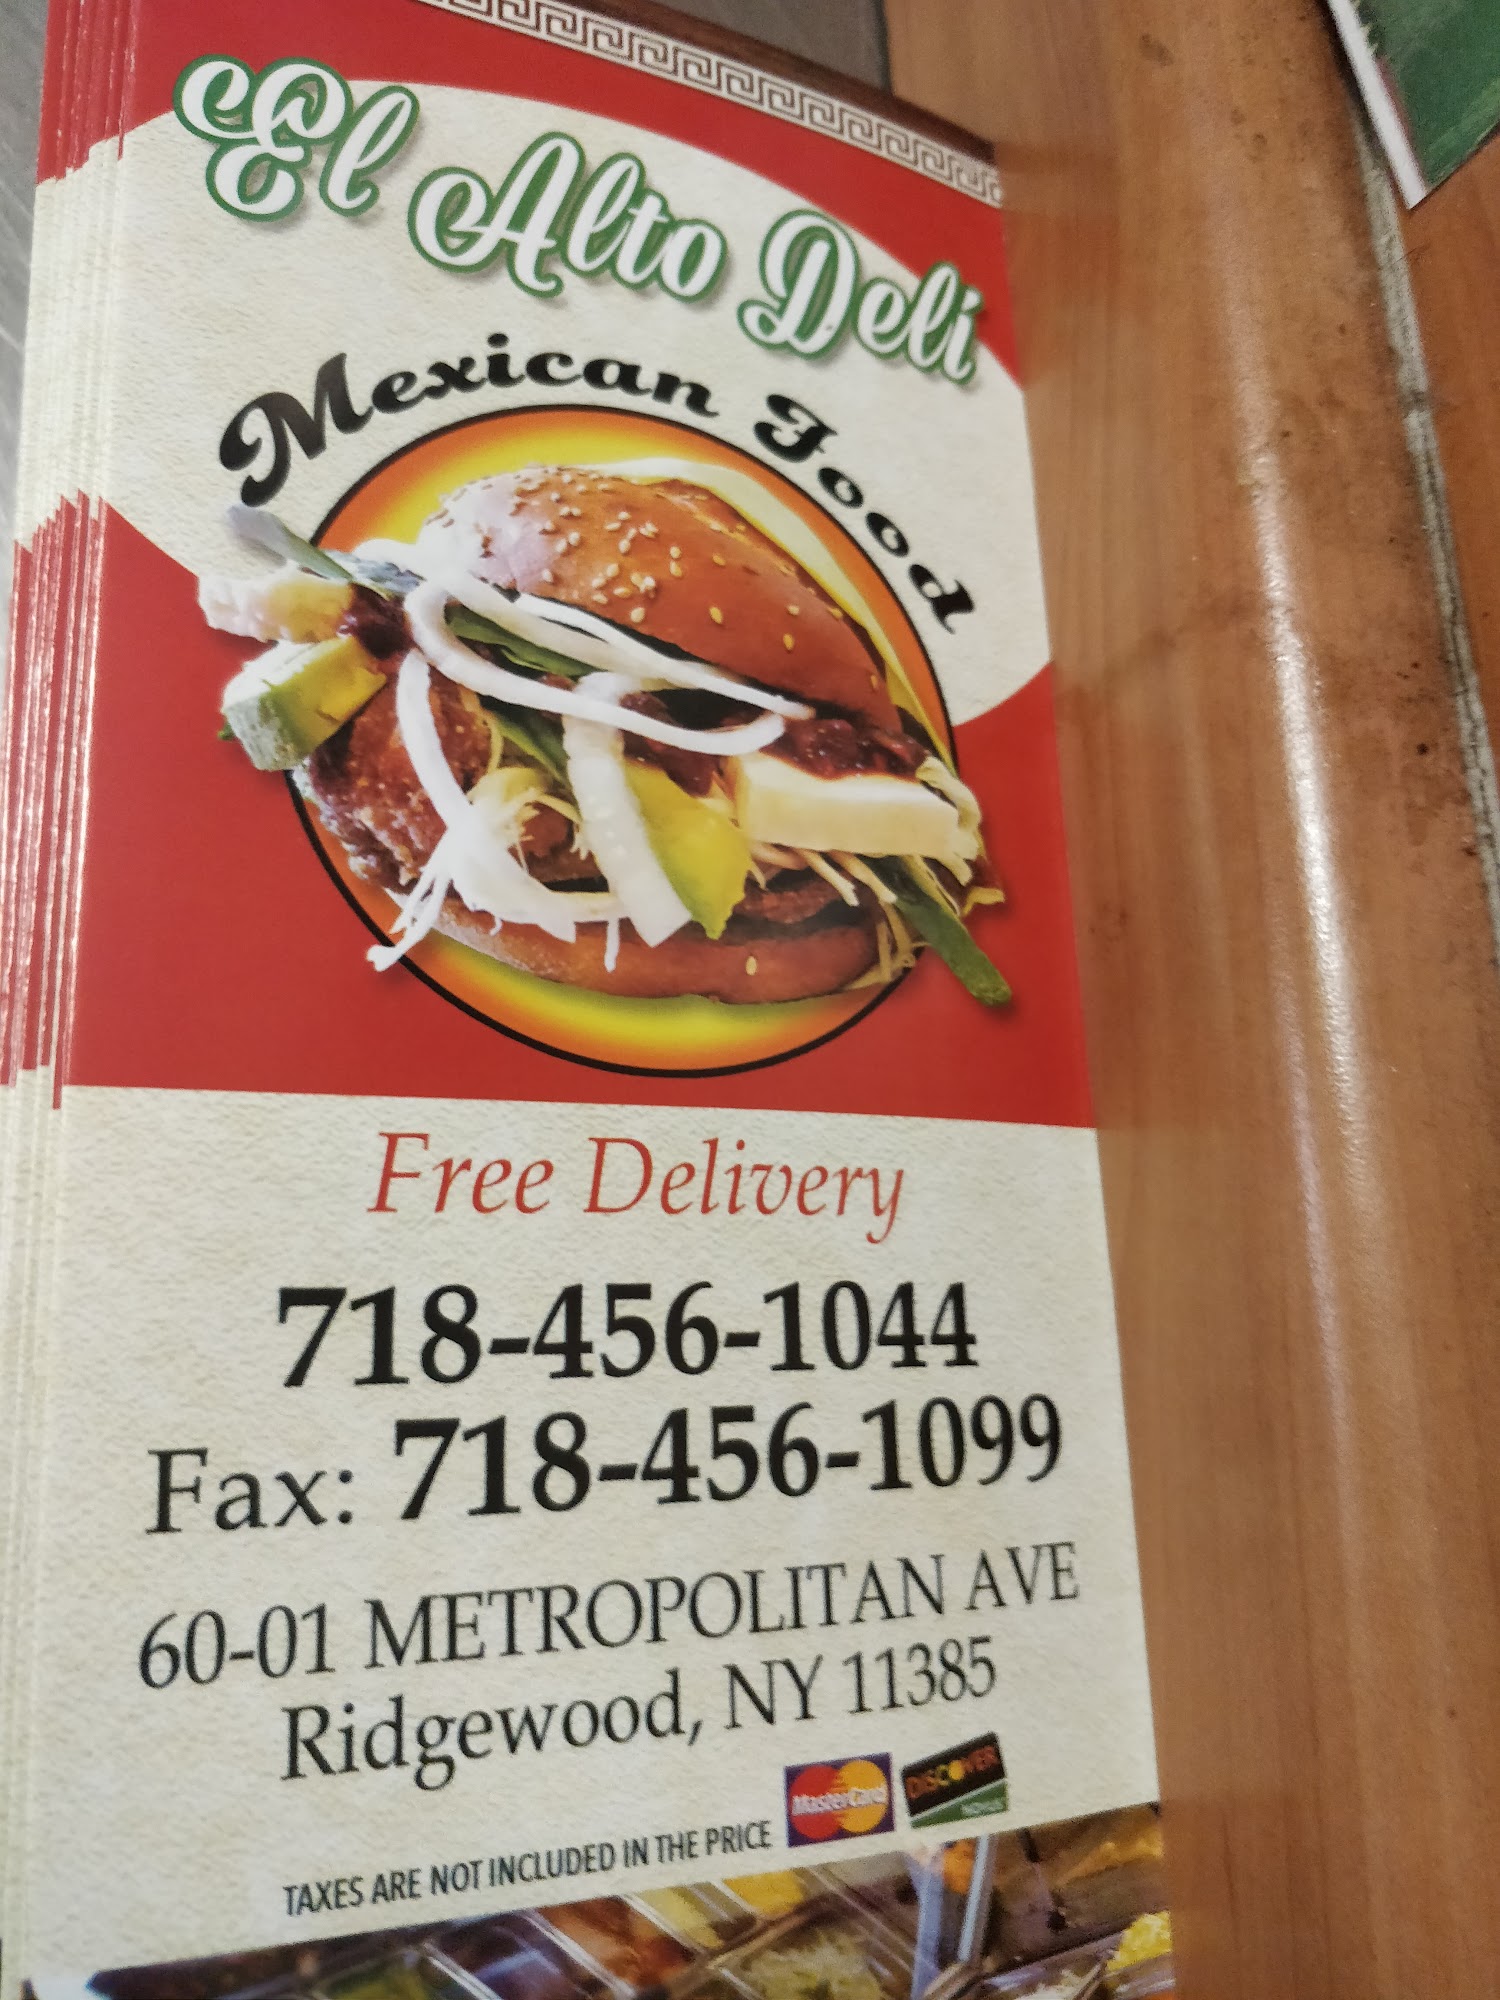 El Alto Deli
Mexican Food
Free Delivery
718-456-1044
Fax: 718-456-1099
60-01 METROPOLITAN AVE
Ridgewood, NY 11385
TAXES ARE NOT INCLUDED IN THE PRICE
MasterCard
DISCOVER
NOVUS